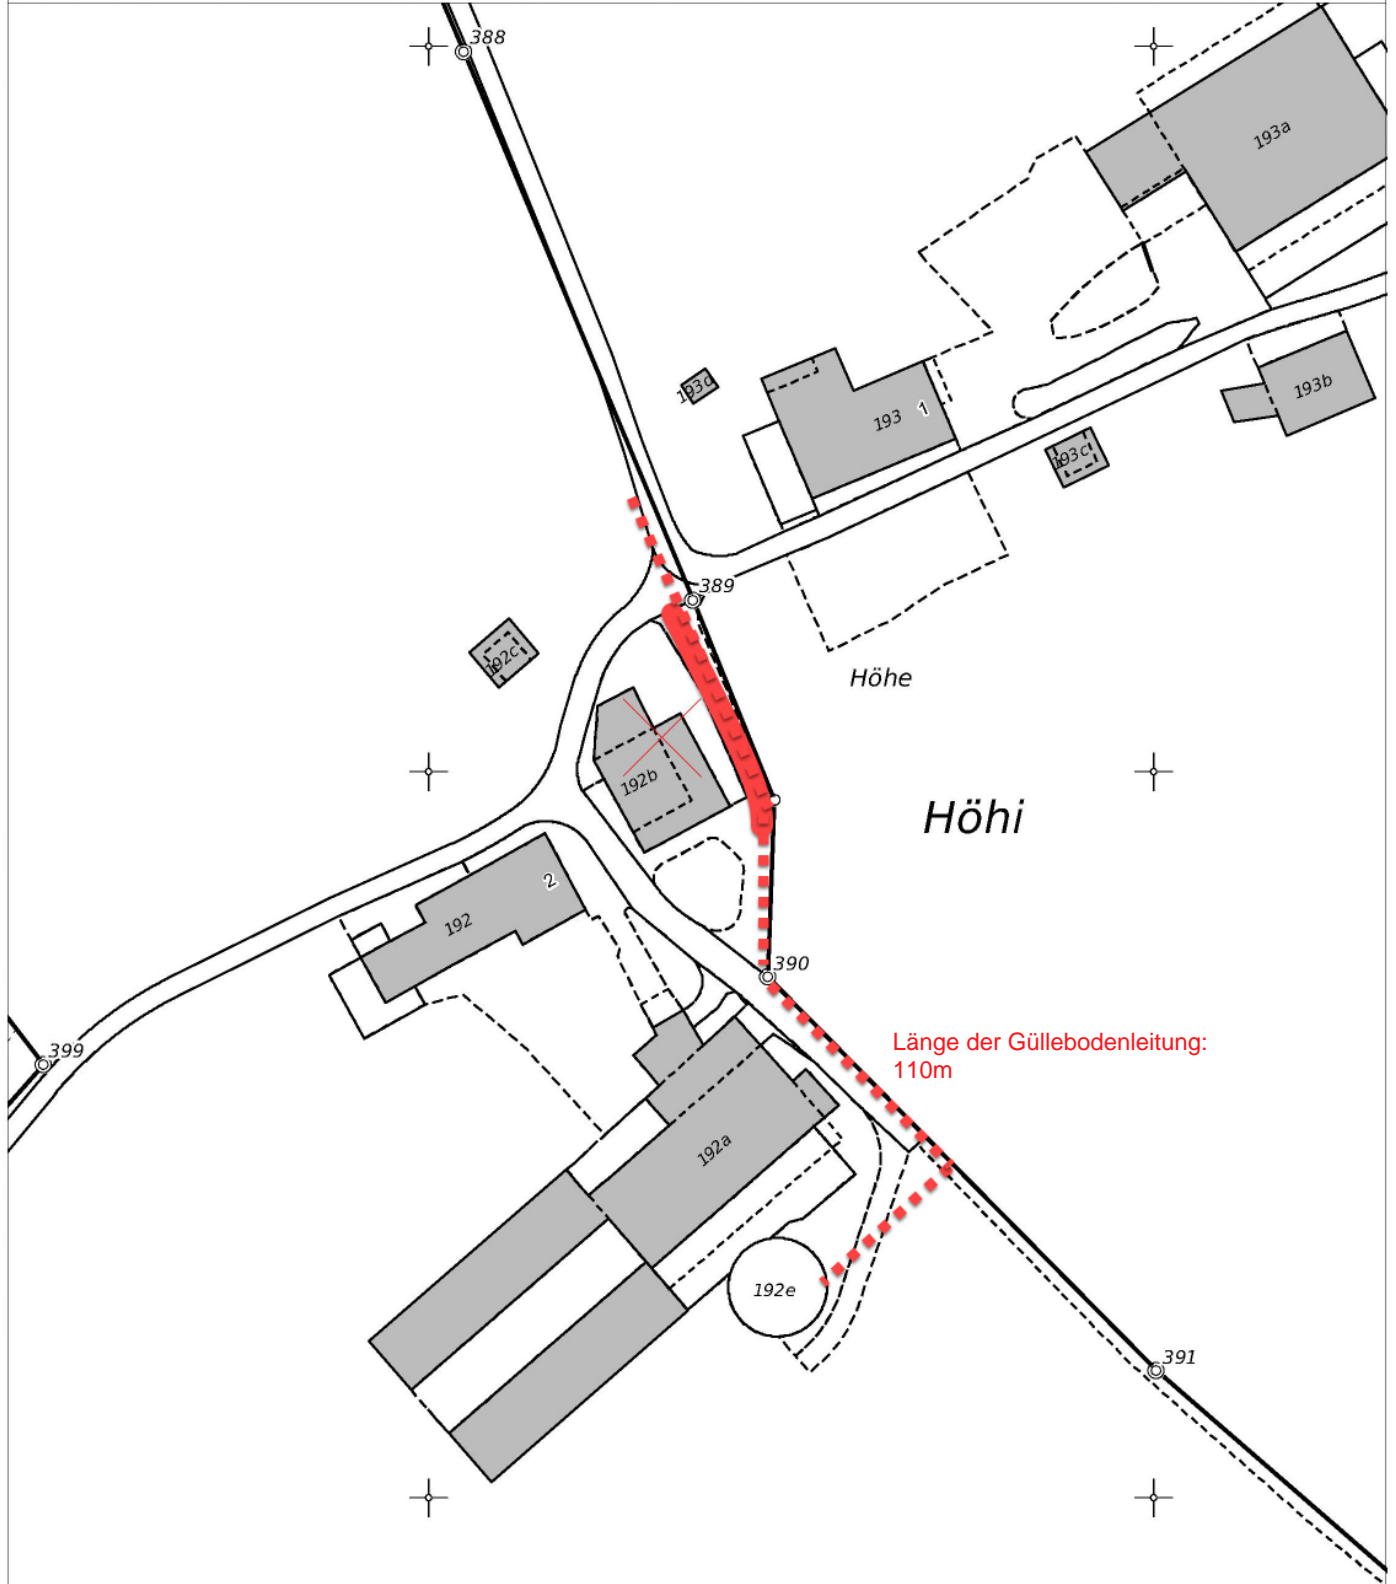 388
193a
193d
193
1
193b
193c
389
192c
Höhe
192b
Höhi
2
192
390
399
Länge der Güllebodenleitung:
110m
192a
192e
391